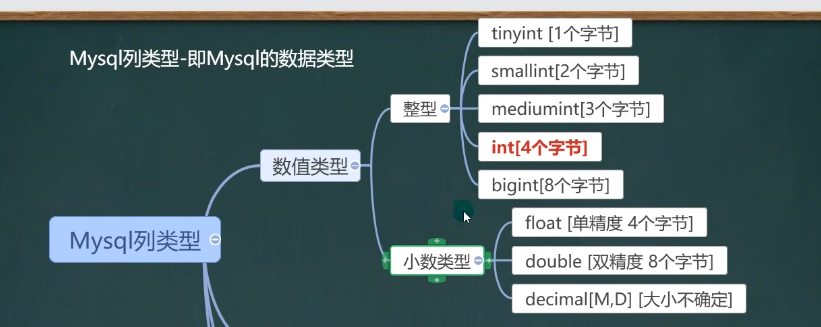 Mysql列类型-即Mysql的数据类型
tinyint [1个字节]
smallint[2个字节]
整型
mediumint[3个字节]
int[4个字节]
数值类型
bigint[8个字节]
float [单精度 4个字节]
Mysql列类型
小数类型
double [双精度 8个字节]
decimal[M,D] [大小不确定]